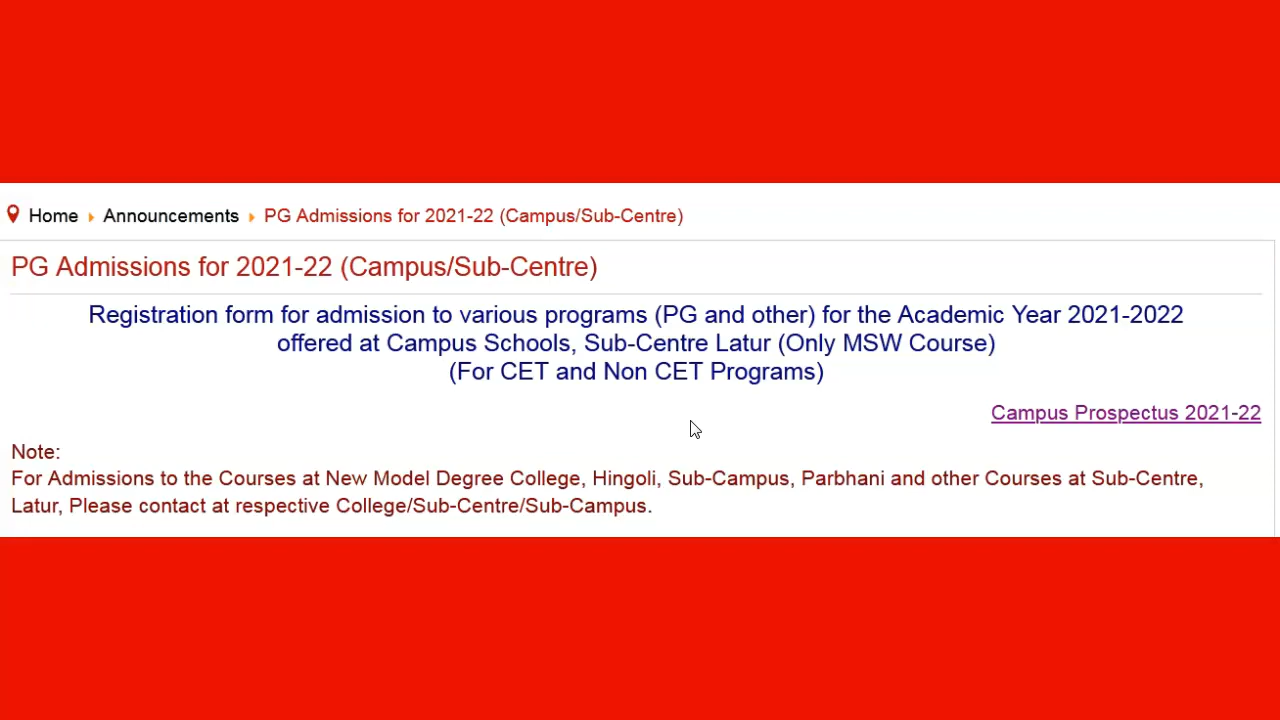 Home Announcements PG Admissions for 2021-22 (Campus/Sub-Centre)
PG Admissions for 2021-22 (Campus/Sub-Centre)
Registration form for admission to various programs (PG and other) for the Academic Year 2021-2022
offered at Campus Schools, Sub-Centre Latur (Only MSW Course)
(For CET and Non CET Programs)
Campus Prospectus 2021-22
Note:
For Admissions to the Courses at New Model Degree College, Hingoli, Sub-Campus, Parbhani and other Courses at Sub-Centre,
Latur, Please contact at respective College/Sub-Centre/Sub-Campus.